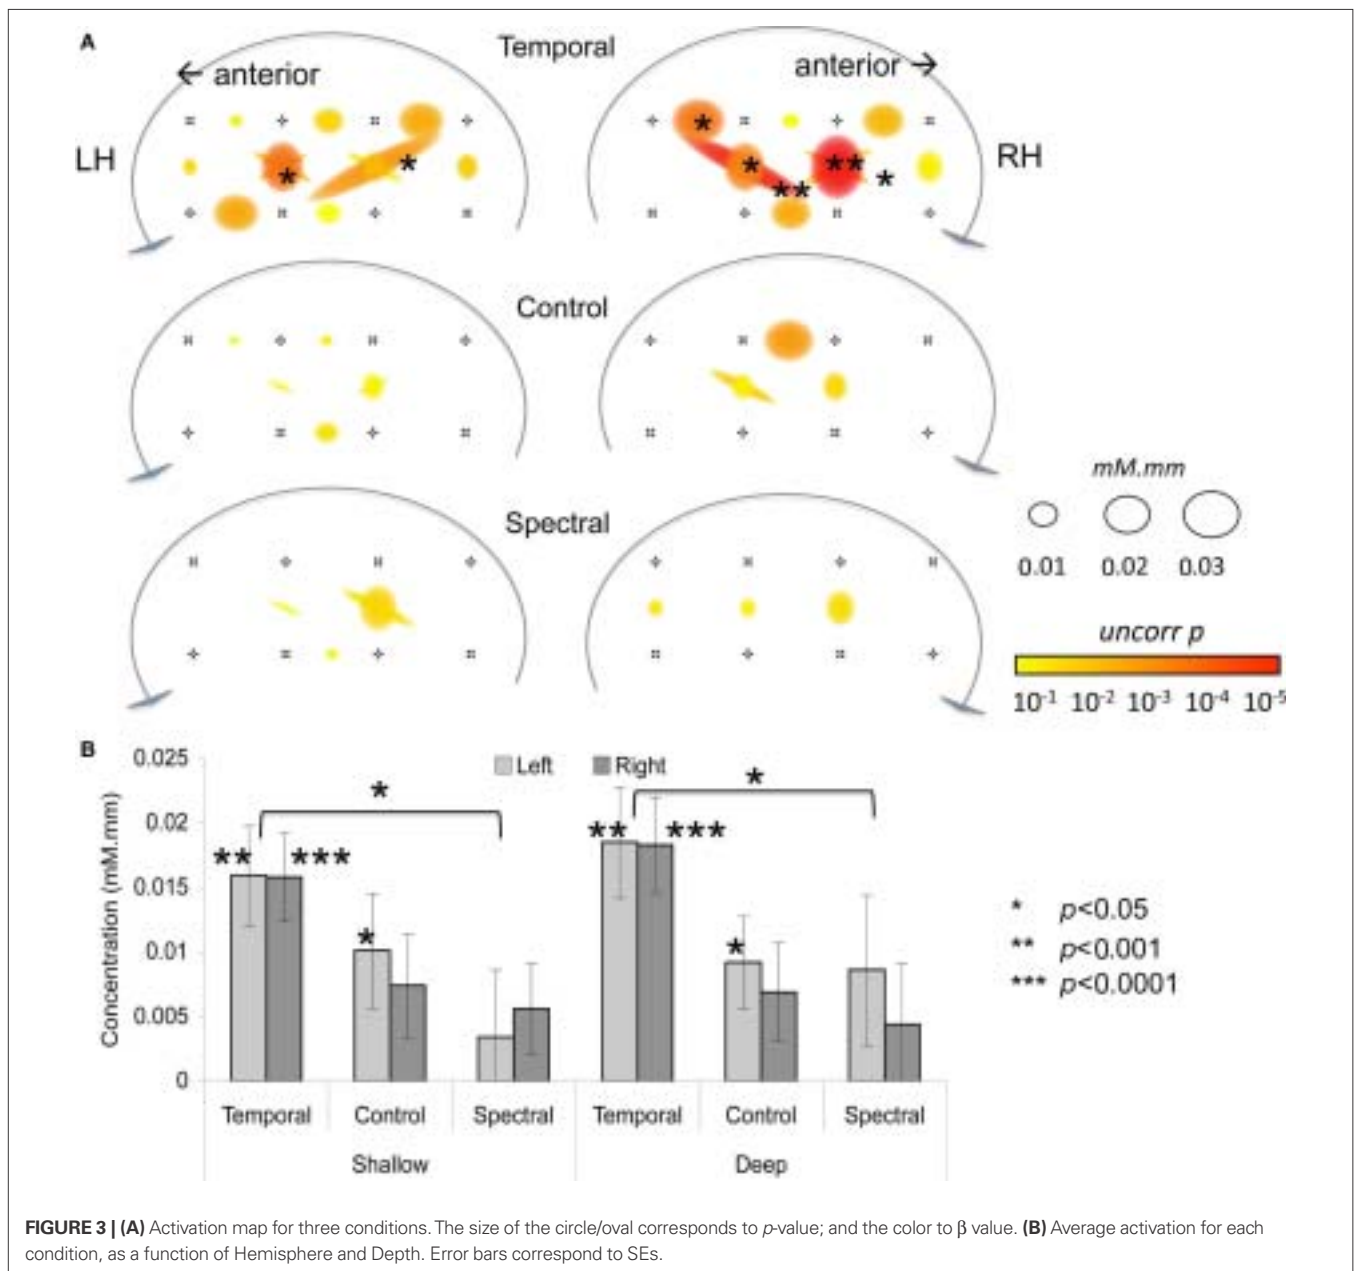 A
Temporal
← anterior
anterior →
LH
RH
*
*
*
*
**
**
*
Control
Spectral
mM.mm
0.01 0.02 0.03
uncorr p
10⁻¹ 10⁻² 10⁻³ 10⁻⁴ 10⁻⁵
B
Concentration (mM.mm)
0.025
0.02
0.015
0.01
0.005
0
Left Right
*
*
** ***
** ***
*
*
* p<0.05
** p<0.001
*** p<0.0001
Temporal Control Spectral Temporal Control Spectral
Shallow Deep
FIGURE 3 | (A) Activation map for three conditions. The size of the circle/oval corresponds to p-value; and the color to β value. (B) Average activation for each
condition, as a function of Hemisphere and Depth. Error bars correspond to SEs.